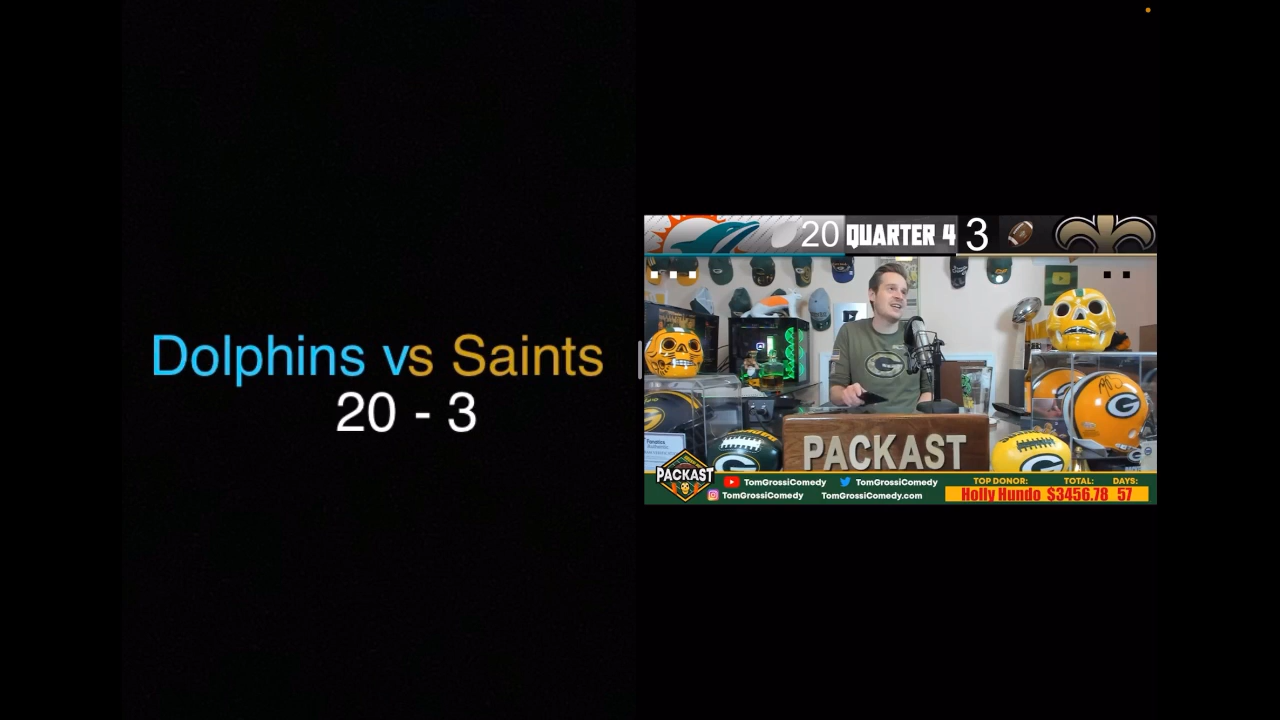 Dolphins vs Saints
20 - 3
20 QUARTER 4 3
PACKAST
PACKAST
TomGrossiComedy
TomGrossiComedy
TomGrossiComedy
TomGrossiComedy.com
TOP DONOR: TOTAL: DAYS:
Holly Hundo $3456.78 57